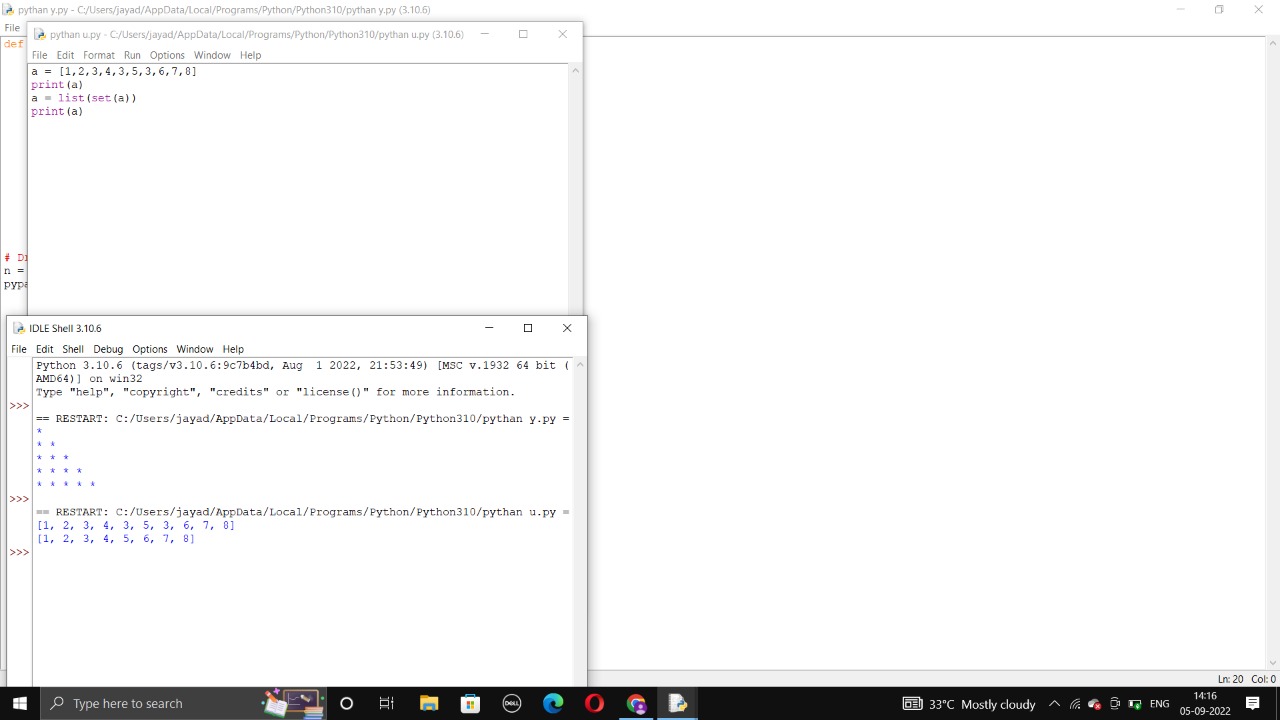 pythan y.py - C:/Users/jayad/AppData/Local/Programs/Python/Python310/pythan y.py (3.10.6)
File
def
pythan u.py - C:/Users/jayad/AppData/Local/Programs/Python/Python310/pythan u.py (3.10.6)
File Edit Format Run Options Window Help
a = [1,2,3,4,3,5,3,6,7,8]
print(a)
a = list(set(a))
print(a)
n =
IDLE Shell 3.10.6
File Edit Shell Debug Options Window Help
Python 3.10.6 (tags/v3.10.6:9c7b4bd, Aug  1 2022, 21:53:49) [MSC v.1932 64 bit (
AMD64)] on win32
Type "help", "copyright", "credits" or "license()" for more information.
>>>
== RESTART: C:/Users/jayad/AppData/Local/Programs/Python/Python310/pythan y.py =
*
* *
* * *
* * * *
* * * * *
>>>
== RESTART: C:/Users/jayad/AppData/Local/Programs/Python/Python310/pythan u.py =
[1, 2, 3, 4, 3, 5, 3, 6, 7, 8]
[1, 2, 3, 4, 5, 6, 7, 8]
>>>
Ln: 20 Col: 0
Type here to search
DELL
33°C Mostly cloudy
ENG
14:16
05-09-2022